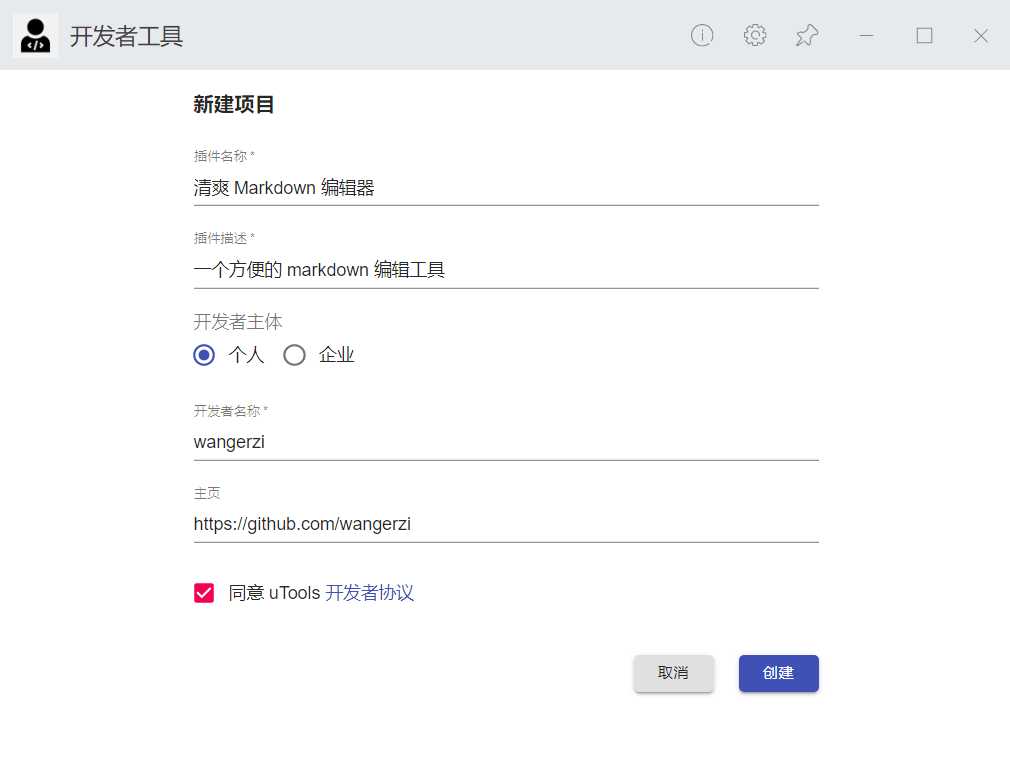 开发者工具
新建项目
插件名称 *
清爽 Markdown 编辑器
插件描述 *
一个方便的 markdown 编辑工具
开发者主体
个人 企业
开发者名称 *
wangerzi
主页
https://github.com/wangerzi
同意 uTools 开发者协议
取消 创建